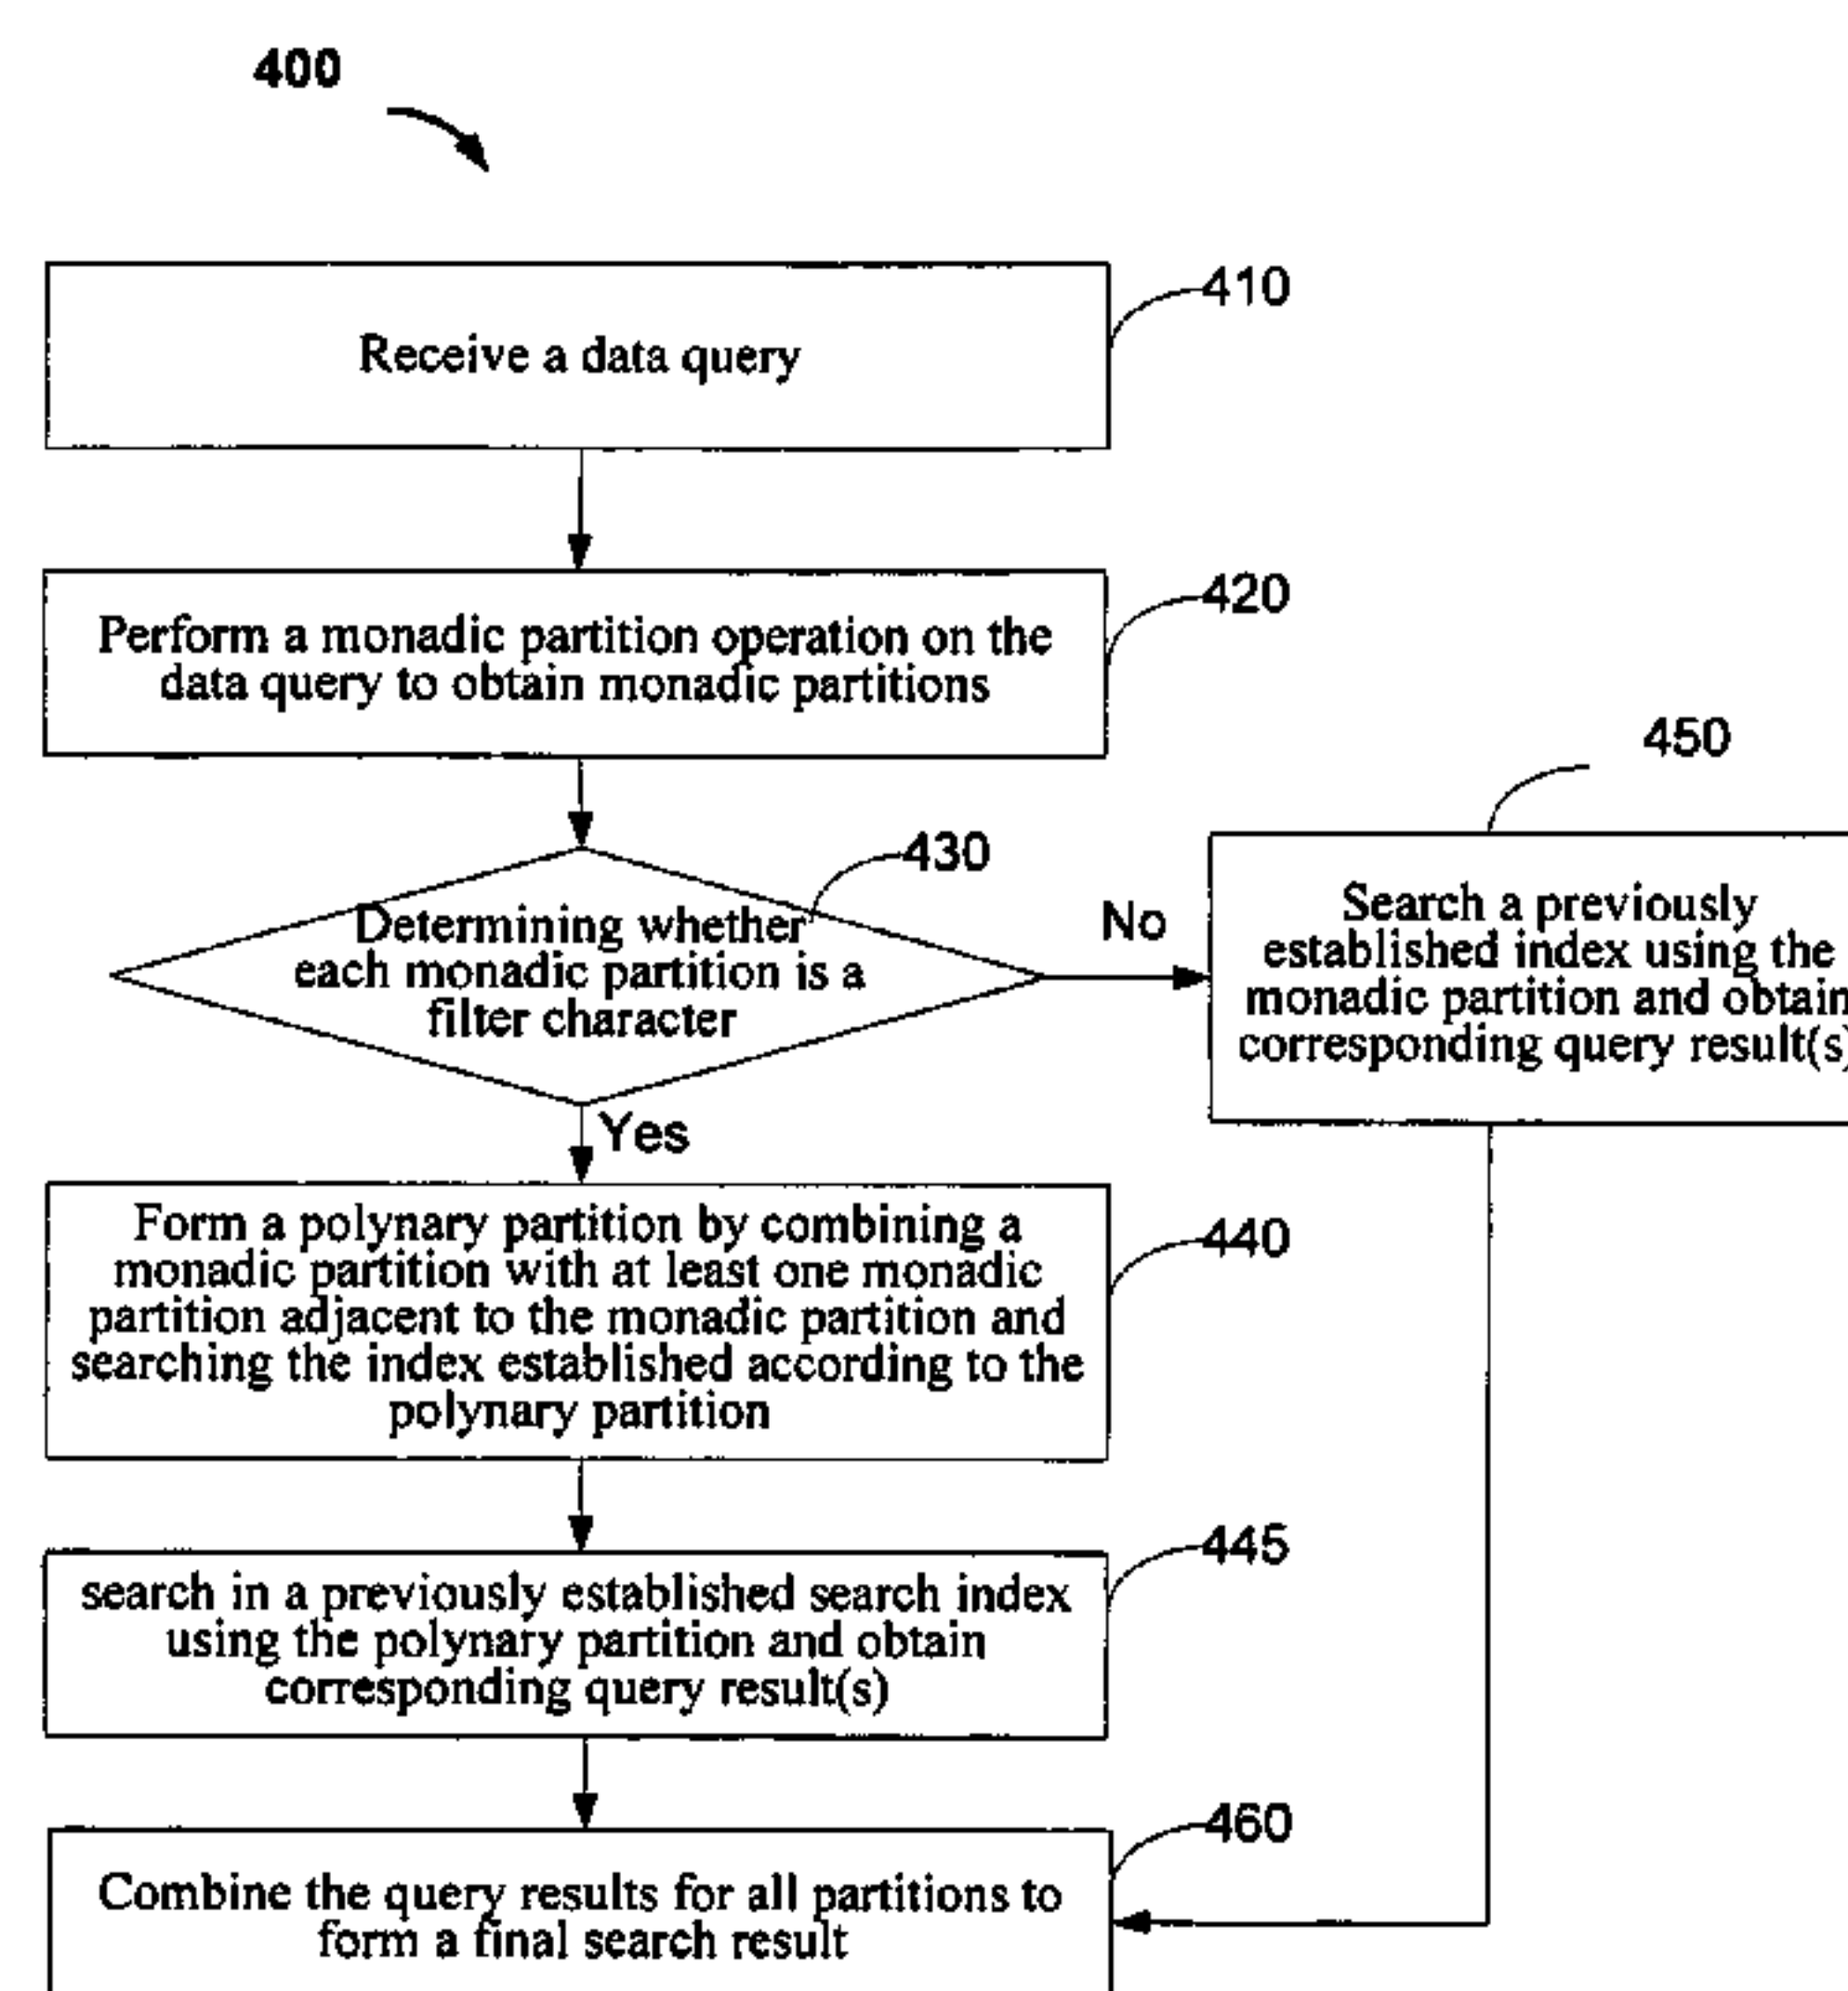 400
410
Receive a data query
420
Perform a monadic partition operation on the
data query to obtain monadic partitions
450
430
Determining whether
each monadic partition is a
filter character
No
Search a previously
established index using the
monadic partition and obtain
corresponding query result(s)
Yes
440
Form a polynary partition by combining a
monadic partition with at least one monadic
partition adjacent to the monadic partition and
searching the index established according to the
polynary partition
445
search in a previously established search index
using the polynary partition and obtain
corresponding query result(s)
460
Combine the query results for all partitions to
form a final search result